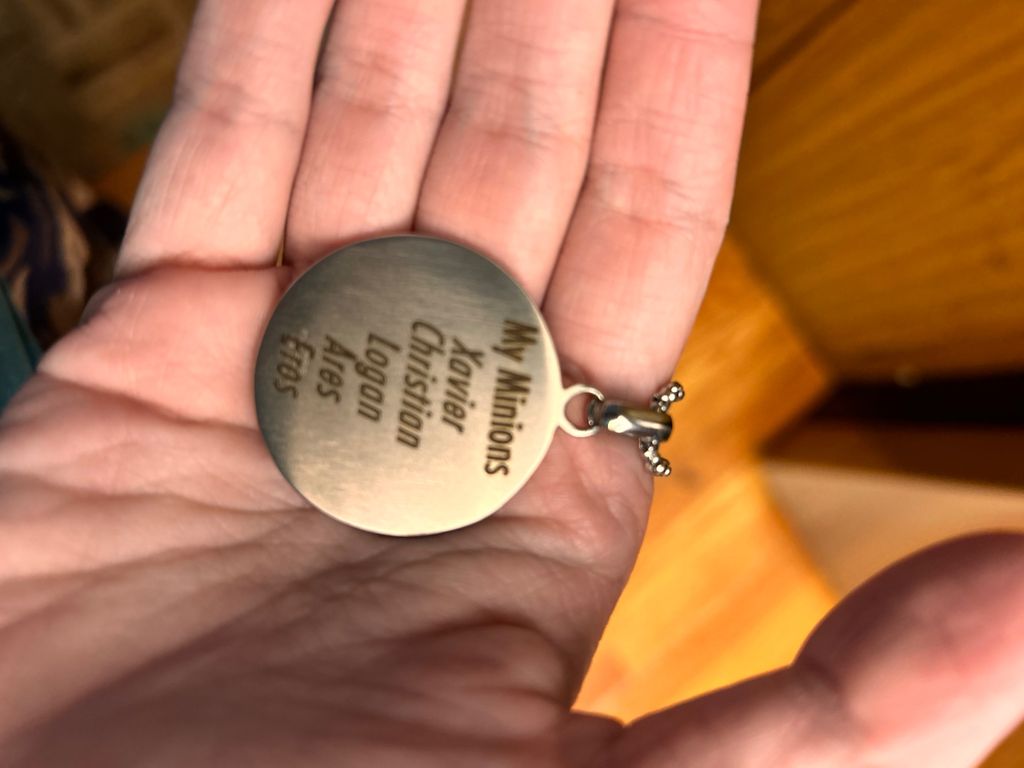 My Minions
Xavier
Christian
Logan
Ares
Eros